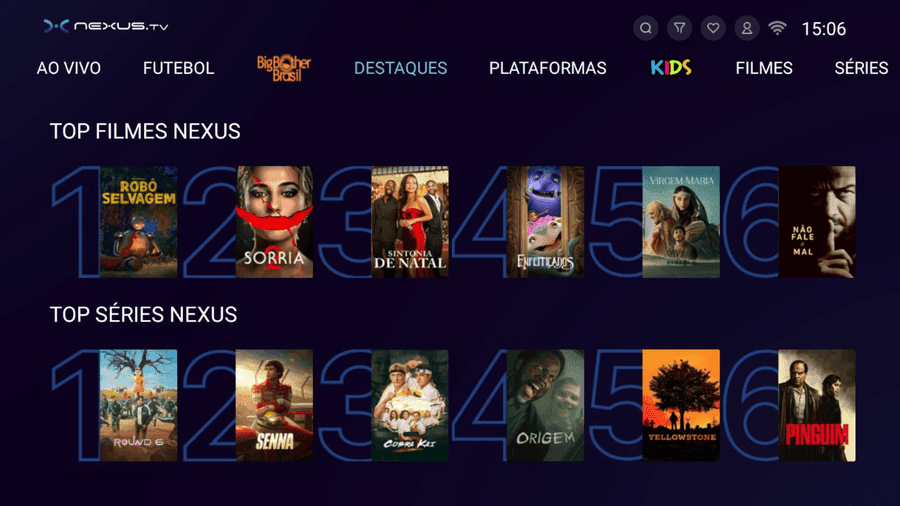 NEXUS.TV
15:06
AO VIVO
FUTEBOL
Big Brother
Brasil
DESTAQUES
PLATAFORMAS
KIDS
FILMES
SÉRIES
TOP FILMES NEXUS
1
ROBÔ
SELVAGEM
2
SORRIA
2
3
SINTONIA
DE NATAL
4
ENFEITIÇADOS
5
VIRGEM MARIA
6
NÃO
FALE
O
MAL
TOP SÉRIES NEXUS
1
ROUND 6
2
SENNA
3
COBRA KAI
4
ORIGEM
5
YELLOWSTONE
6
PINGUIM